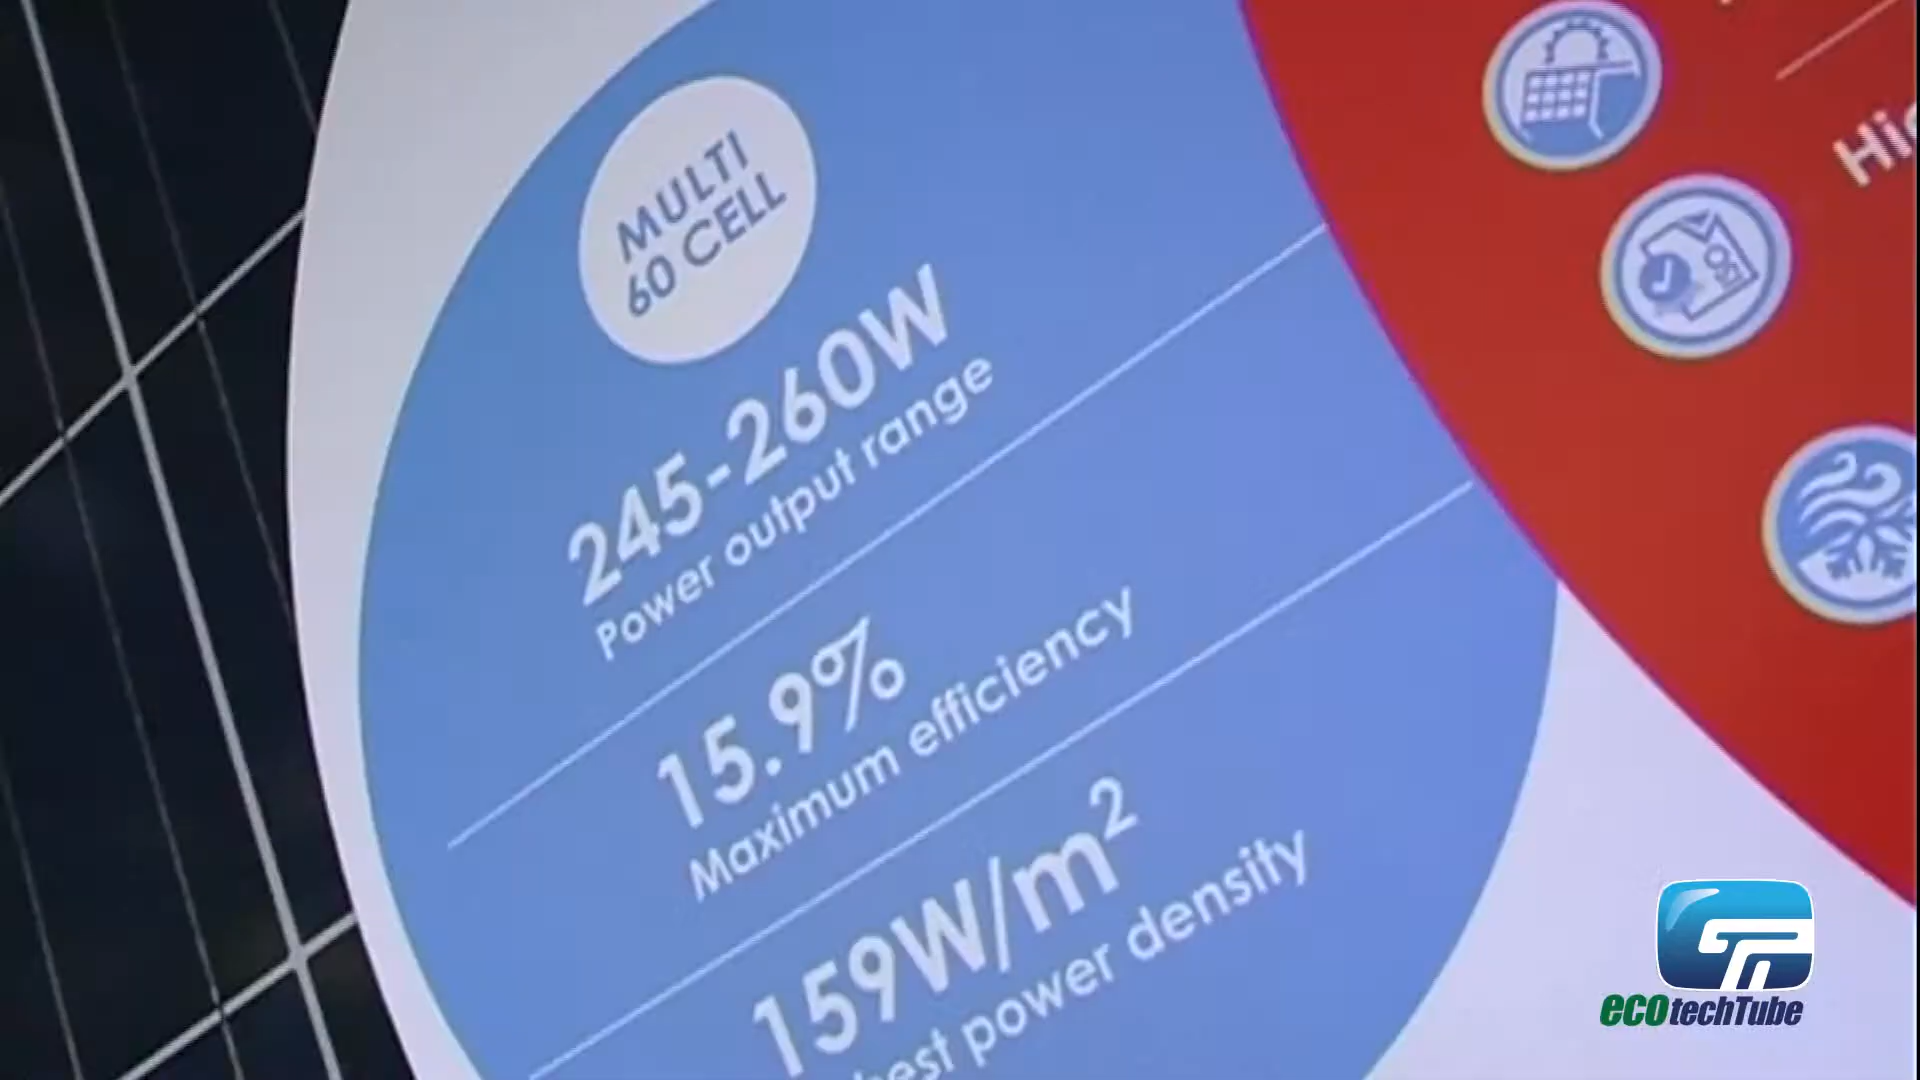 MULTI
60 CELL
245-260W
Power output range
15.9%
Maximum efficiency
159W/m²
power density
ecotechTube